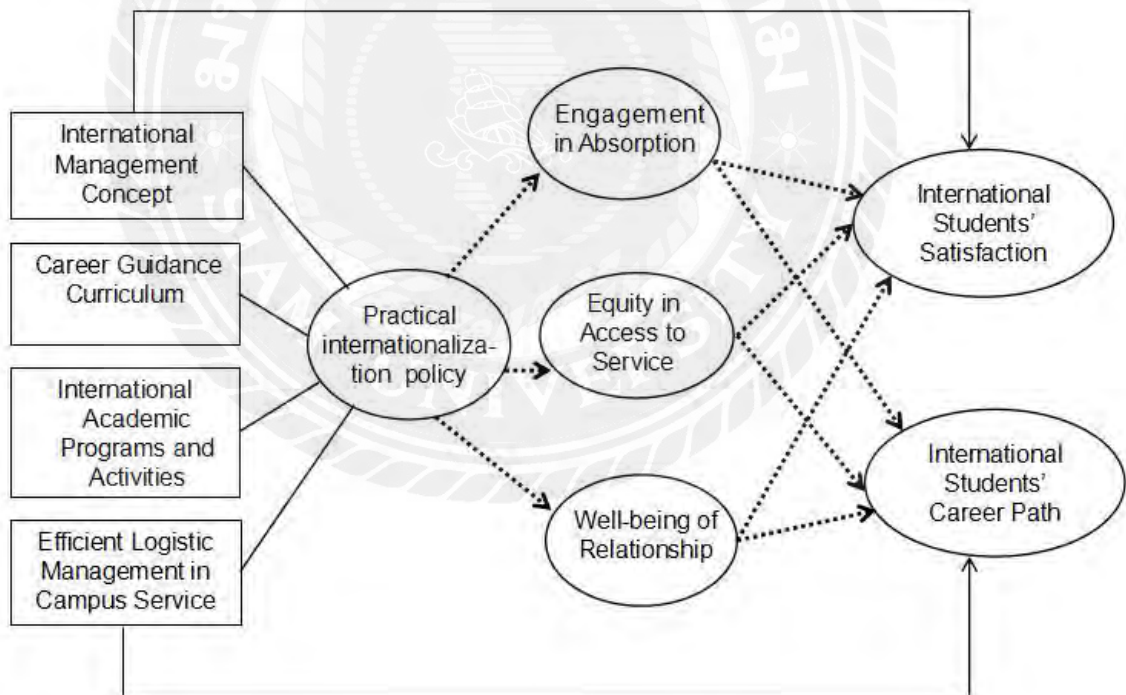 International
Management
Concept
Career Guidance
Curriculum
International
Academic
Programs and
Activities
Efficient Logistic
Management in
Campus Service
Practical
internationaliza-
tion policy
Engagement
in Absorption
Equity in
Access to
Service
Well-being of
Relationship
International
Students'
Satisfaction
International
Students'
Career Path
SIAM UNIVERSITY